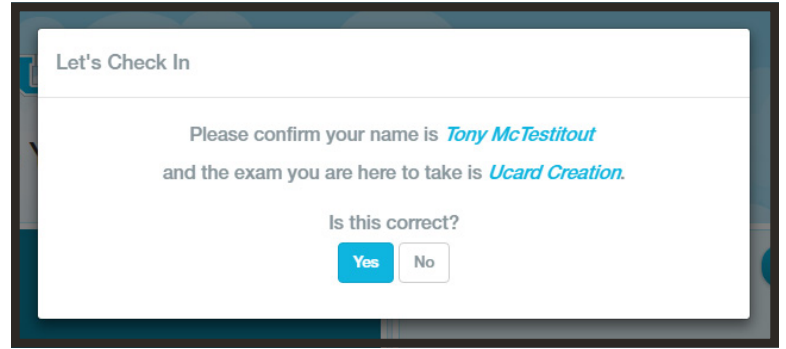 Let's Check In
Please confirm your name is Tony McTestitout
and the exam you are here to take is Ucard Creation.
Is this correct?
Yes No